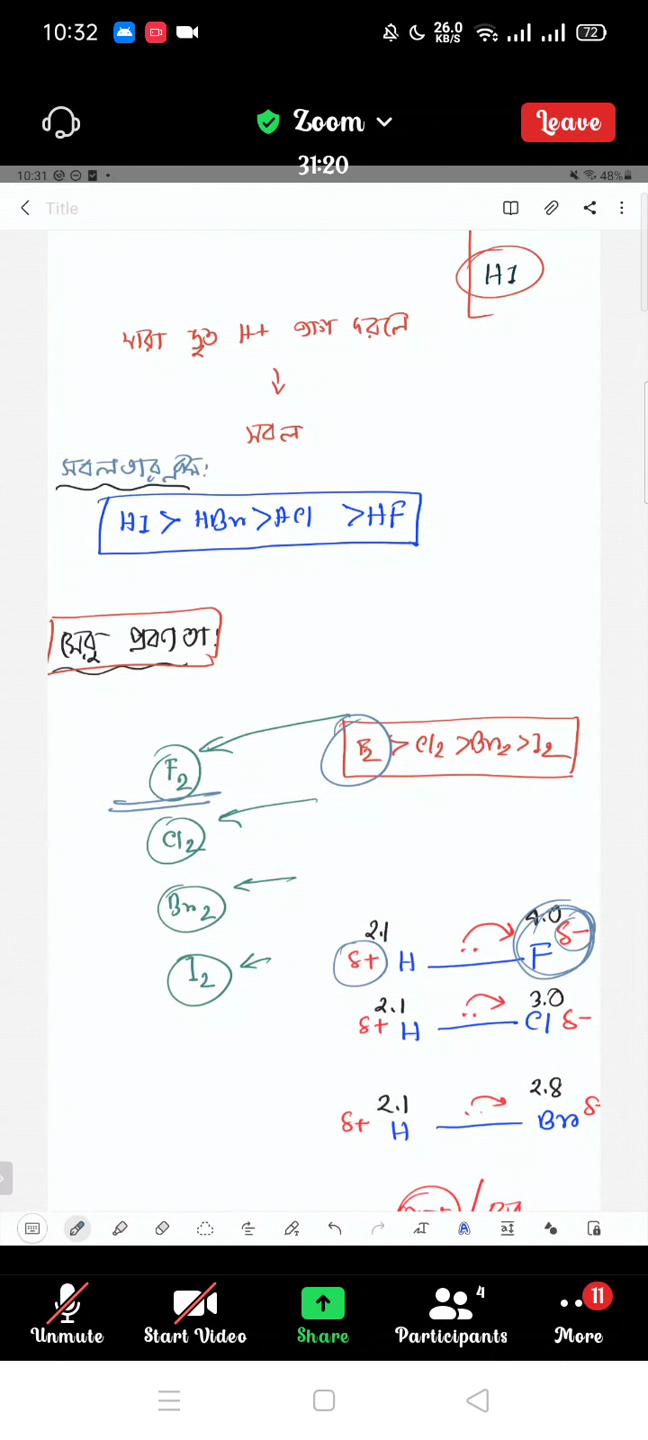 10:32 26.0 KB/S 72
Zoom Leave
31:20
10:31 48%
Title
HI
যারা দ্রুত H+ ত্যাগ করলে
↓
সবল
সবলতার ক্রম:
HI > HBr > HCl > HF
মেরু প্রবণতা:
F2 > Cl2 > Br2 > I2
F2
Cl2
Br2
I2
2.1 4.0
δ+ H F δ-
2.1 3.0
δ+ H Cl δ-
2.1 2.8
δ+ H Br δ-
4 11
Unmute Start Video Share Participants More